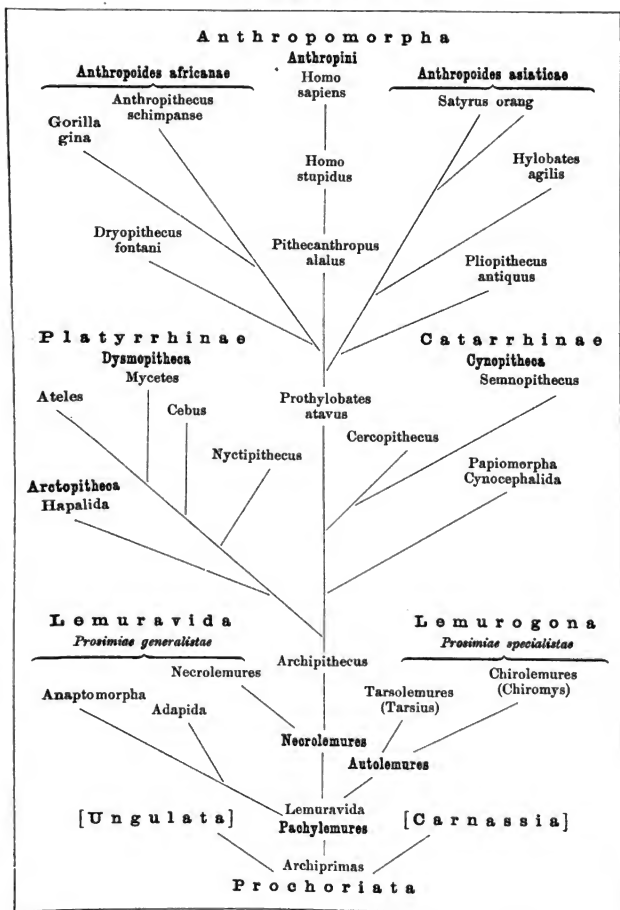 Anthropomorpha
Anthropini
Anthropoides africanae
Anthropoides asiaticae
Homo
sapiens
Anthropithecus
schimpanse
Satyrus orang
Gorilla
gina
Homo
stupidus
Hylobates
agilis
Dryopithecus
fontani
Pithecanthropus
alalus
Pliopithecus
antiquus
Platyrrhinae
Catarrhinae
Dysmopitheca
Mycetes
Cynopitheca
Semnopithecus
Ateles
Cebus
Prothylobates
atavus
Nyctipithecus
Cercopithecus
Arctopitheca
Hapalida
Papiomorpha
Cynocephalida
Lemuravida
Lemurogona
Prosimiae generalistae
Prosimiae specialistae
Archipithecus
Necrolemures
Chirolemures
(Chiromys)
Anaptomorpha
Adapida
Tarsolemures
(Tarsius)
Necrolemures
Autolemures
Lemuravida
Pachylemures
[Ungulata]
[Carnassia]
Archiprimas
Prochoriata